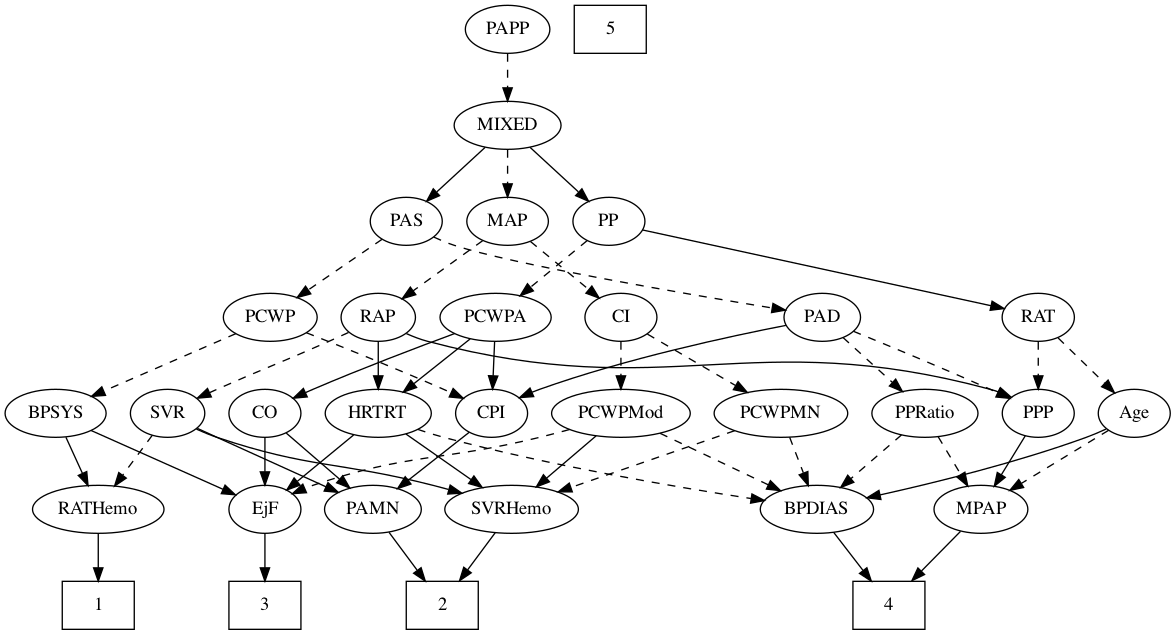 PAPP
5
MIXED
PAS
MAP
PP
PCWP
RAP
PCWPA
CI
PAD
RAT
BPSYS
SVR
CO
HRTRT
CPI
PCWPMod
PCWPMN
PPRatio
PPP
Age
RATHemo
EjF
PAMN
SVRHemo
BPDIAS
MPAP
1
3
2
4